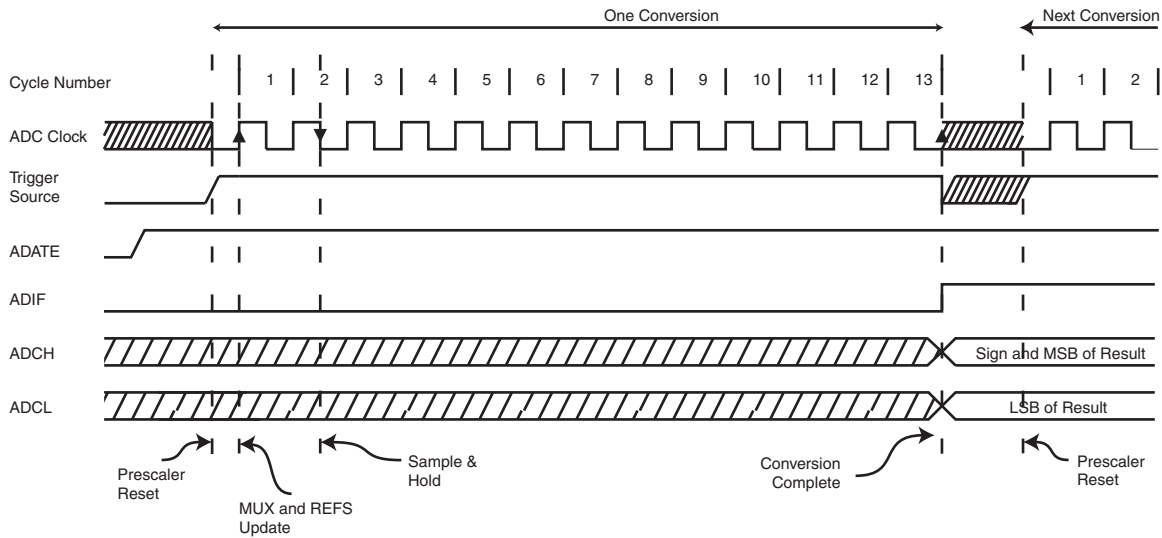 One Conversion
Next Conversion
Cycle Number
1 2 3 4 5 6 7 8 9 10 11 12 13 1 2
ADC Clock
Trigger
Source
ADATE
ADIF
ADCH
Sign and MSB of Result
ADCL
LSB of Result
Prescaler
Reset
MUX and REFS
Update
Sample &
Hold
Conversion
Complete
Prescaler
Reset